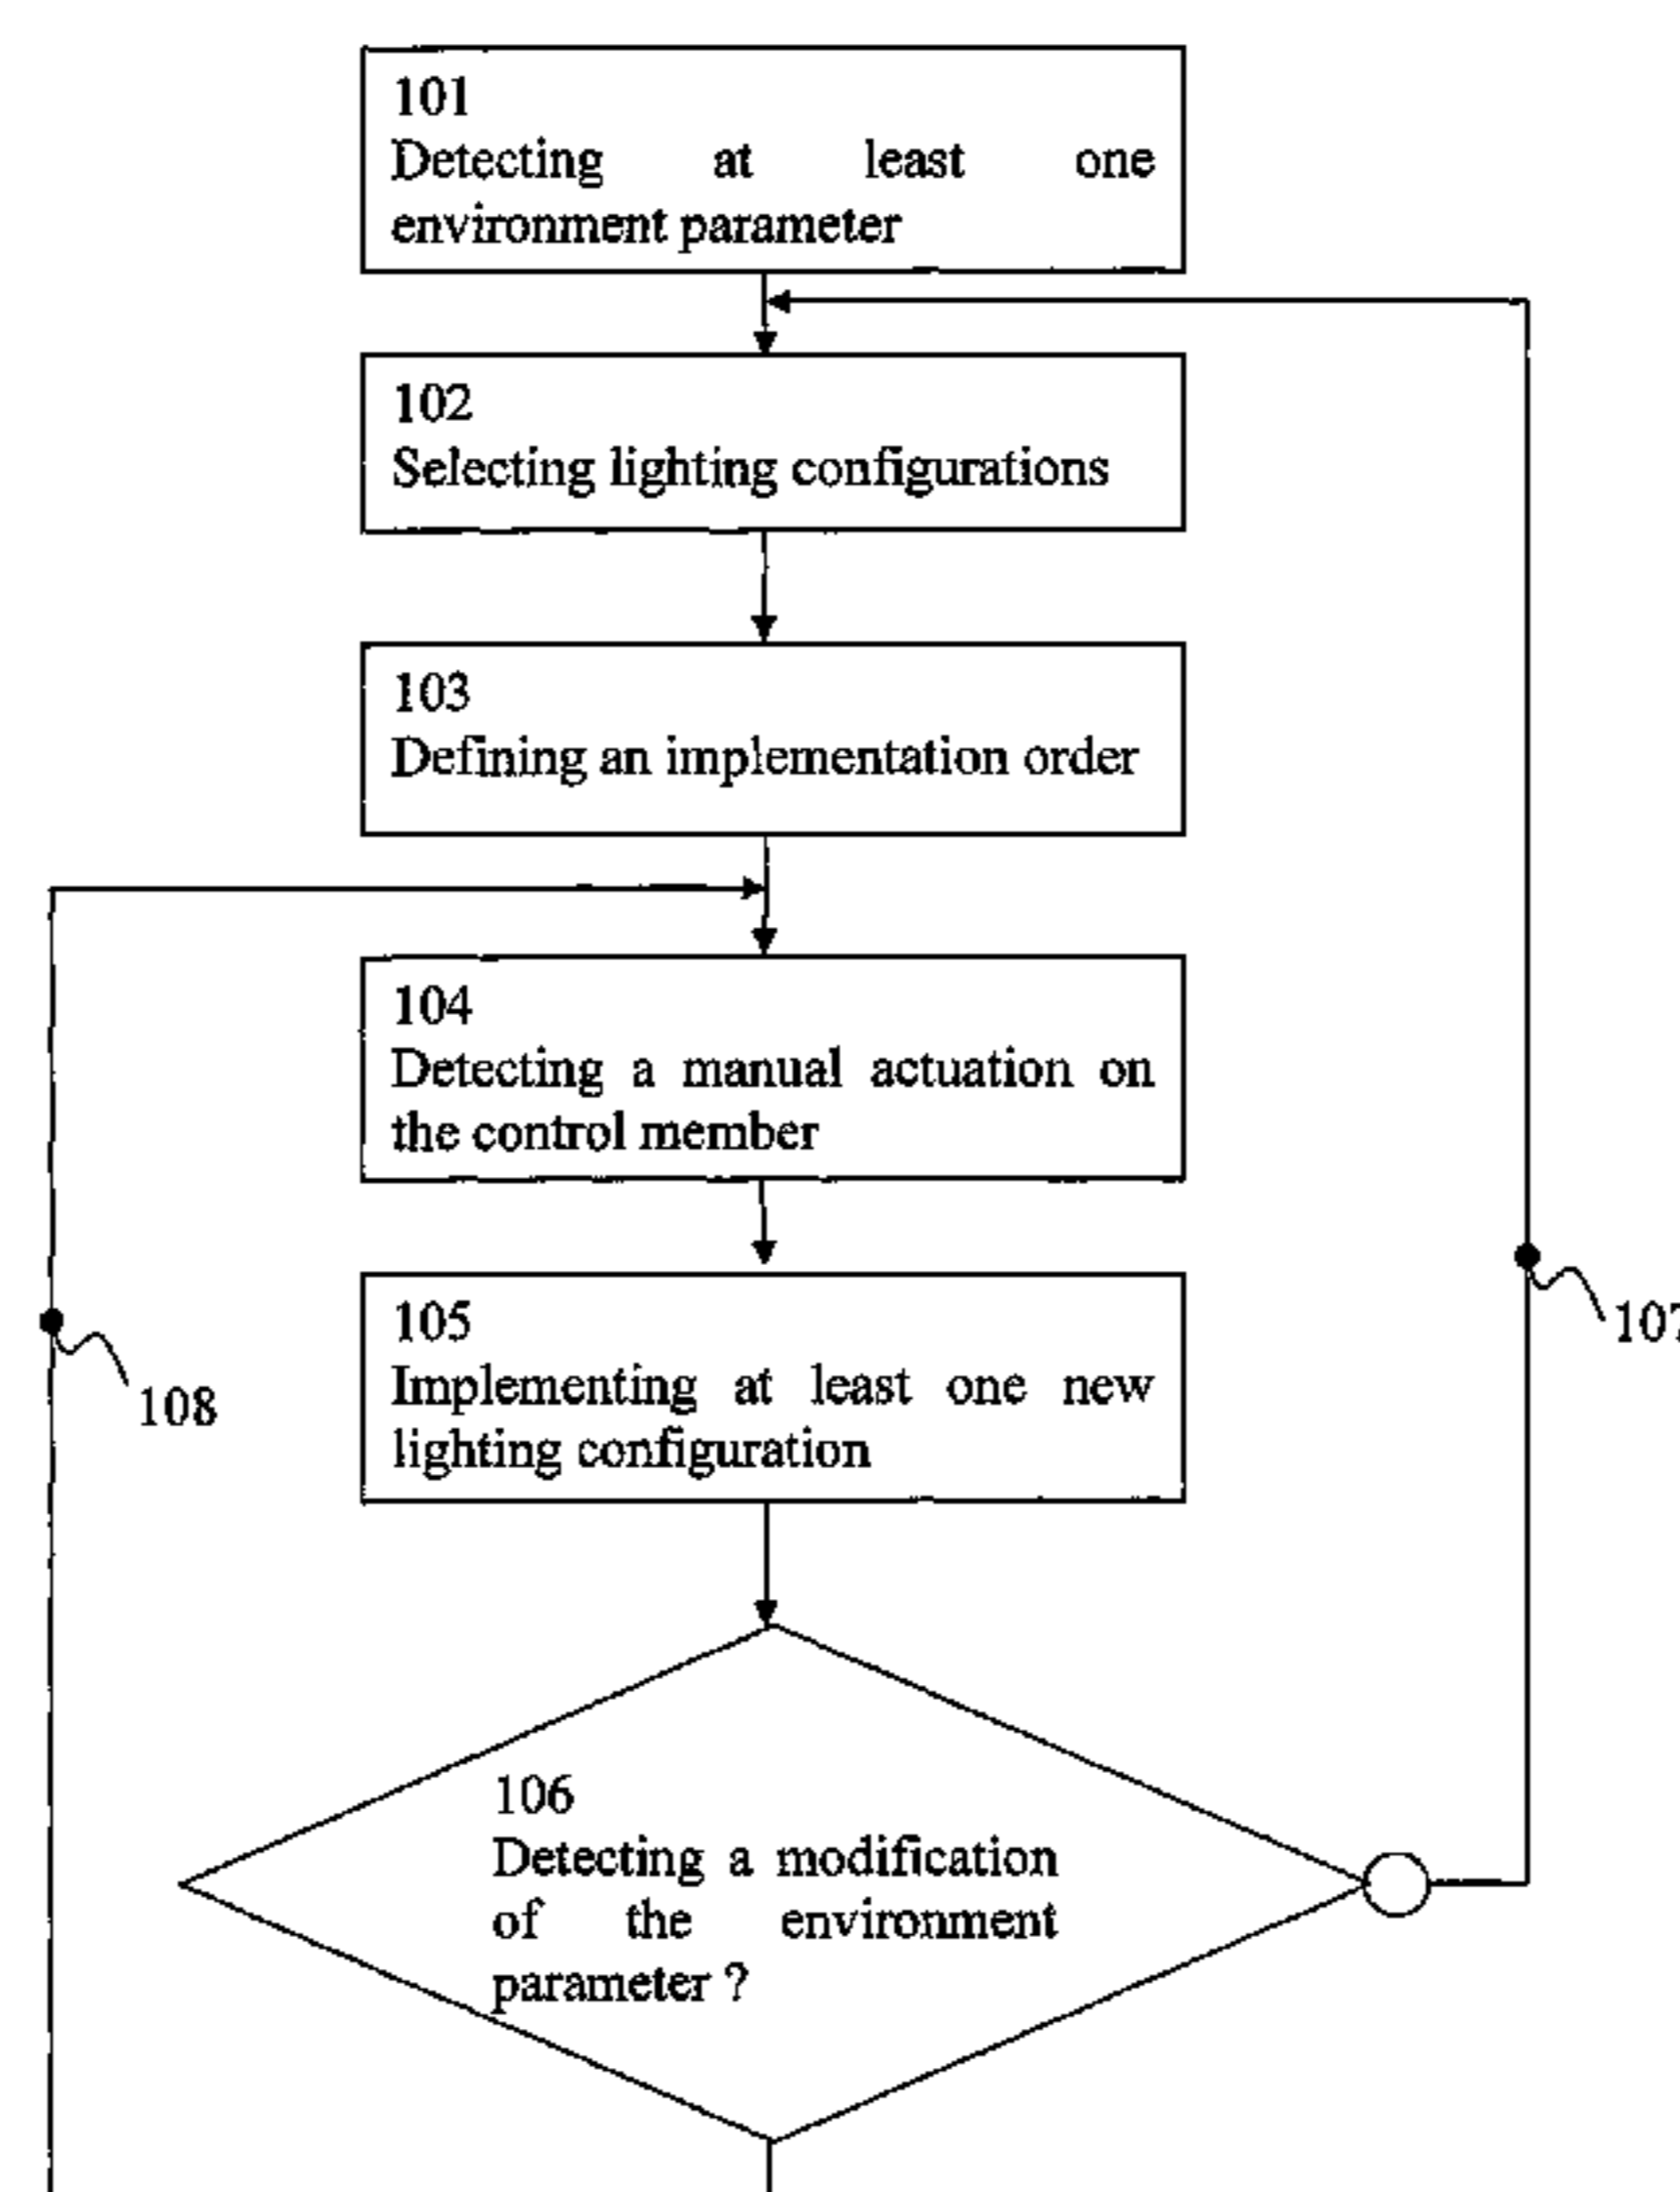 101
Detecting at least one
environment parameter
102
Selecting lighting configurations
103
Defining an implementation order
104
Detecting a manual actuation on
the control member
105
Implementing at least one new
lighting configuration
107
108
106
Detecting a modification
of the environment
parameter ?